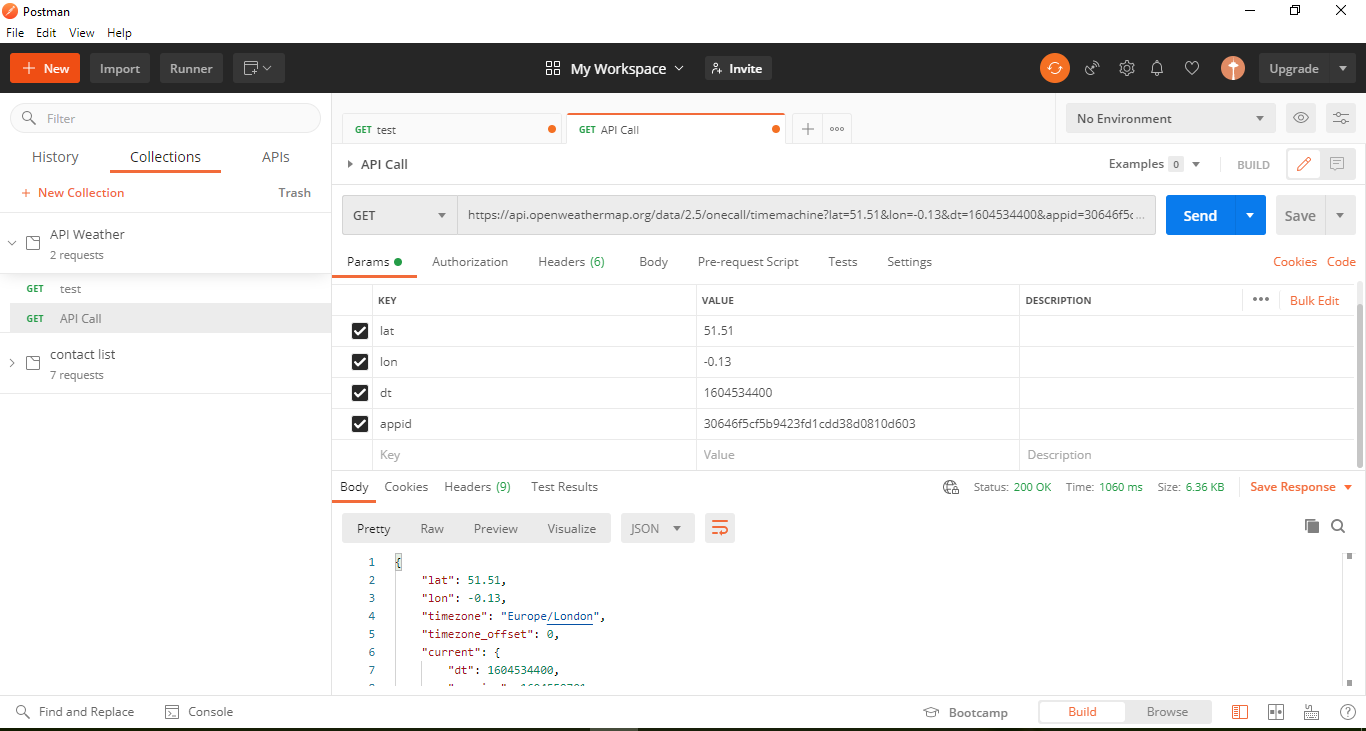 Postman
File Edit View Help
+ New Import Runner My Workspace Invite Upgrade
Filter
History Collections APIs
+ New Collection Trash
API Weather
2 requests
GET test
GET API Call
contact list
7 requests
GET test GET API Call No Environment
API Call Examples 0 BUILD
GET https://api.openweathermap.org/data/2.5/onecall/timemachine?lat=51.51&lon=-0.13&dt=1604534400&appid=30646f5c... Send Save
Params Authorization Headers (6) Body Pre-request Script Tests Settings Cookies Code
KEY VALUE DESCRIPTION ••• Bulk Edit
lat 51.51
lon -0.13
dt 1604534400
appid 30646f5cf5b9423fd1cdd38d0810d603
Key Value Description
Body Cookies Headers (9) Test Results Status: 200 OK Time: 1060 ms Size: 6.36 KB Save Response
Pretty Raw Preview Visualize JSON
1 {
2 "lat": 51.51,
3 "lon": -0.13,
4 "timezone": "Europe/London",
5 "timezone_offset": 0,
6 "current": {
7 "dt": 1604534400,
Find and Replace Console Bootcamp Build Browse